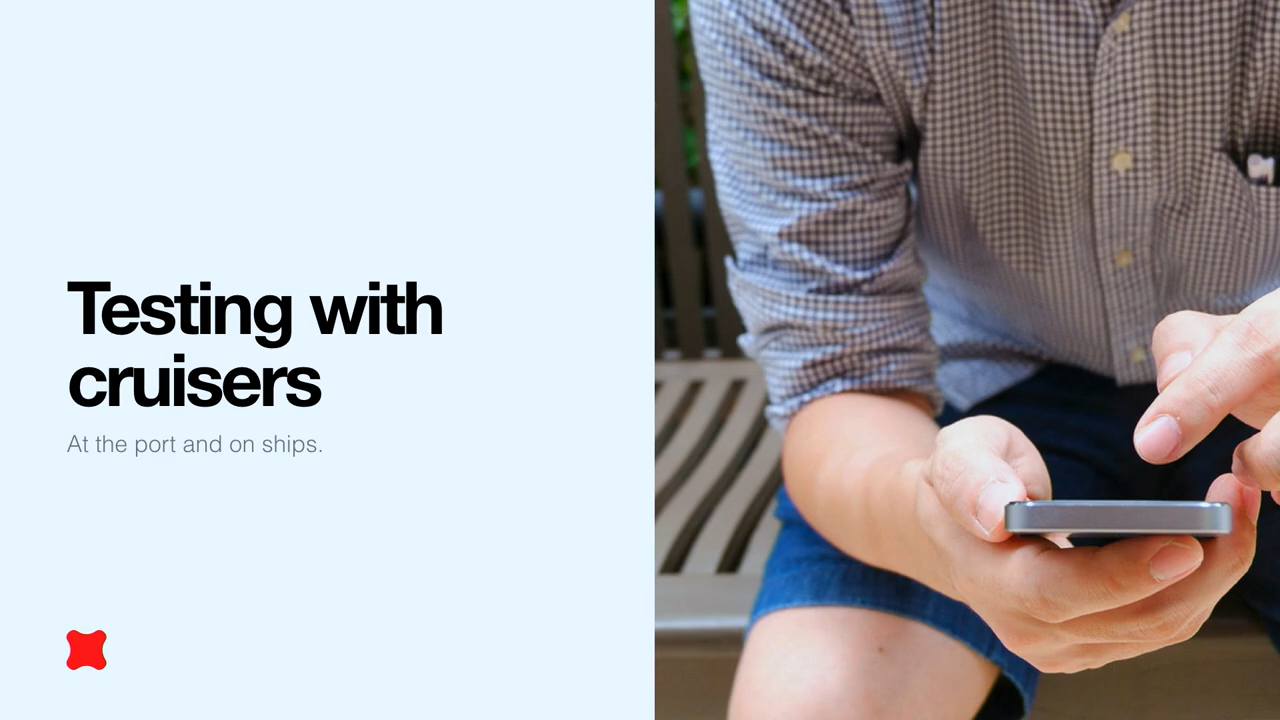 Testing with
cruisers
At the port and on ships.